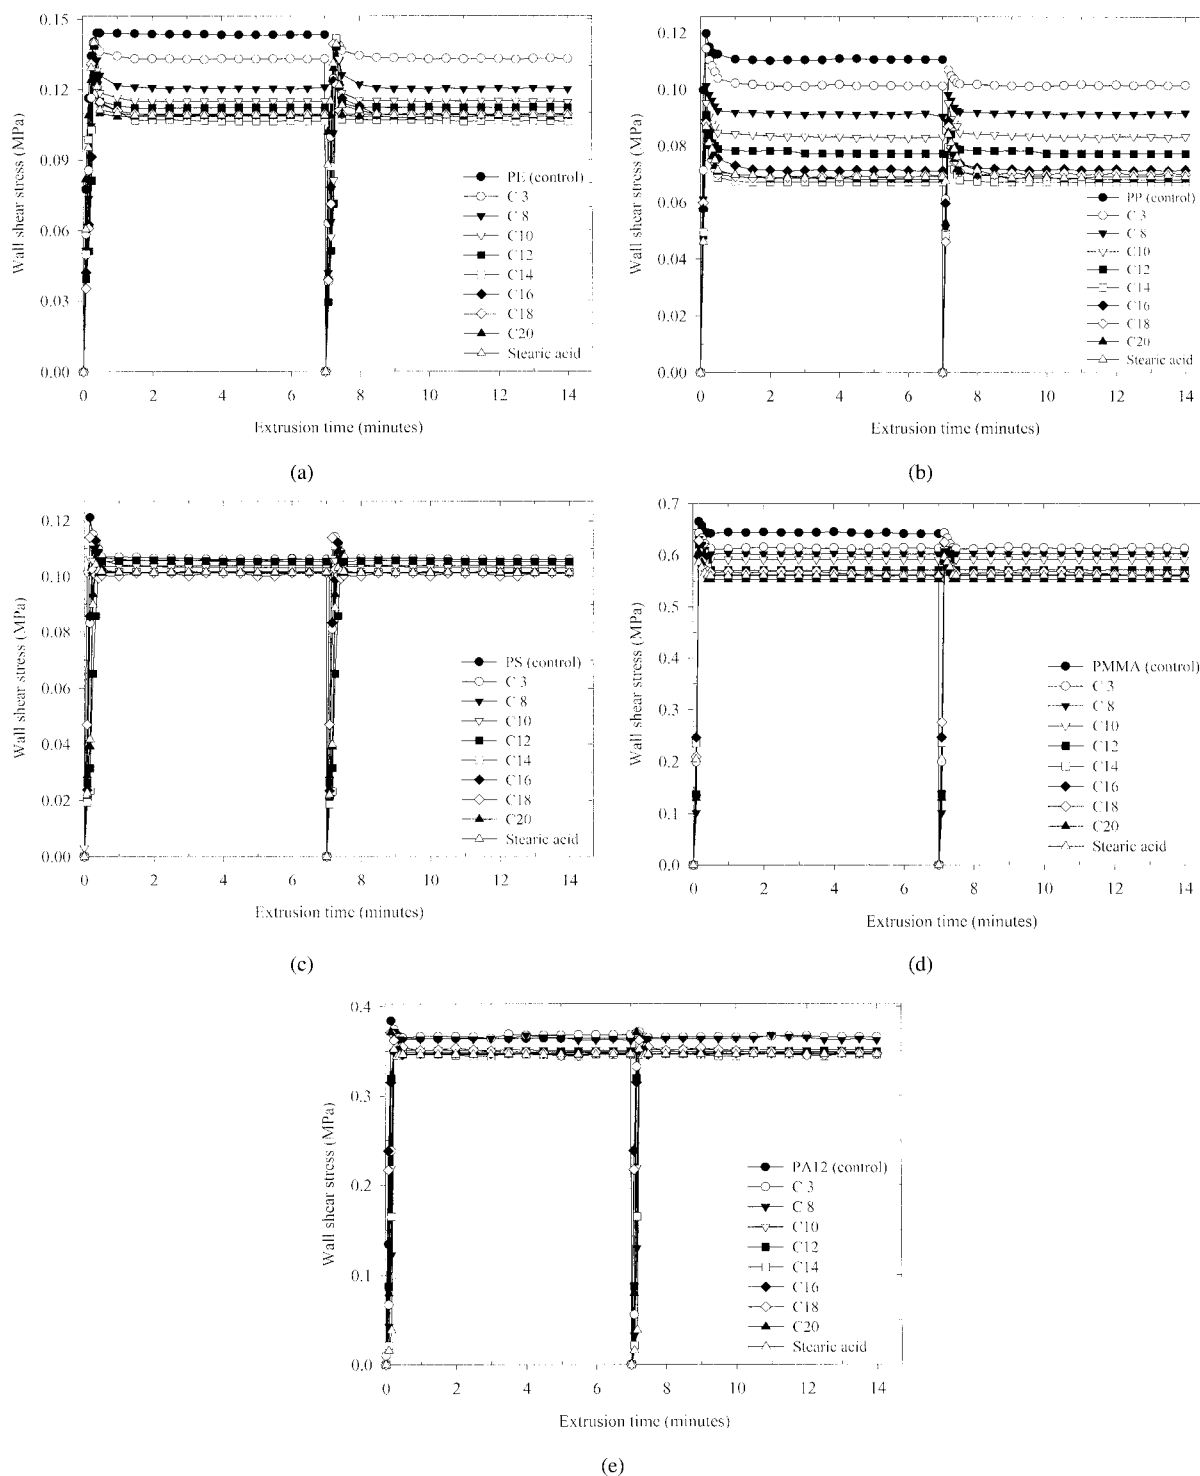 0.15
0.12
0.09
0.06
0.03
0.00
Wall shear stress (MPa)
PE (control)
C 3
C 8
C10
C12
C14
C16
C18
C20
Stearic acid
0 2 4 6 8 10 12 14
Extrusion time (minutes)
(a)
0.12
0.10
0.08
0.06
0.04
0.02
0.00
Wall shear stress (MPa)
PP (control)
C 3
C 8
C10
C12
C14
C16
C18
C20
Stearic acid
0 2 4 6 8 10 12 14
Extrusion time (minutes)
(b)
0.12
0.10
0.08
0.06
0.04
0.02
0.00
Wall shear stress (MPa)
PS (control)
C 3
C 8
C10
C12
C14
C16
C18
C20
Stearic acid
0 2 4 6 8 10 12 14
Extrusion time (minutes)
(c)
0.7
0.6
0.5
0.4
0.3
0.2
0.1
0.0
Wall shear stress (MPa)
PMMA (control)
C 3
C 8
C10
C12
C14
C16
C18
C20
Stearic acid
0 2 4 6 8 10 12 14
Extrusion time (minutes)
(d)
0.4
0.3
0.2
0.1
0.0
Wall shear stress (MPa)
PA12 (control)
C 3
C 8
C10
C12
C14
C16
C18
C20
Stearic acid
0 2 4 6 8 10 12 14
Extrusion time (minutes)
(e)